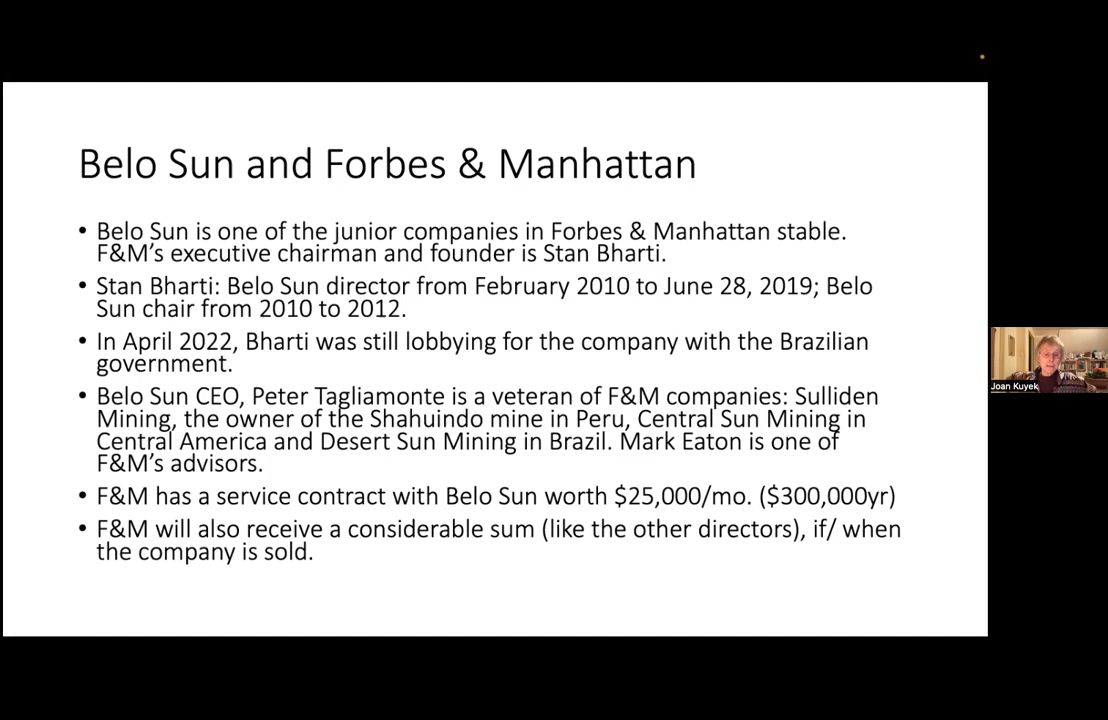 Belo Sun and Forbes & Manhattan
• Belo Sun is one of the junior companies in Forbes & Manhattan stable.
F&M’s executive chairman and founder is Stan Bharti.
• Stan Bharti: Belo Sun director from February 2010 to June 28, 2019; Belo
Sun chair from 2010 to 2012.
• In April 2022, Bharti was still lobbying for the company with the Brazilian
government.
• Belo Sun CEO, Peter Tagliamonte is a veteran of F&M companies: Sulliden
Mining, the owner of the Shahuindo mine in Peru, Central Sun Mining in
Central America and Desert Sun Mining in Brazil. Mark Eaton is one of
F&M’s advisors.
• F&M has a service contract with Belo Sun worth $25,000/mo. ($300,000yr)
• F&M will also receive a considerable sum (like the other directors), if/ when
the company is sold.
Joan Kuyek